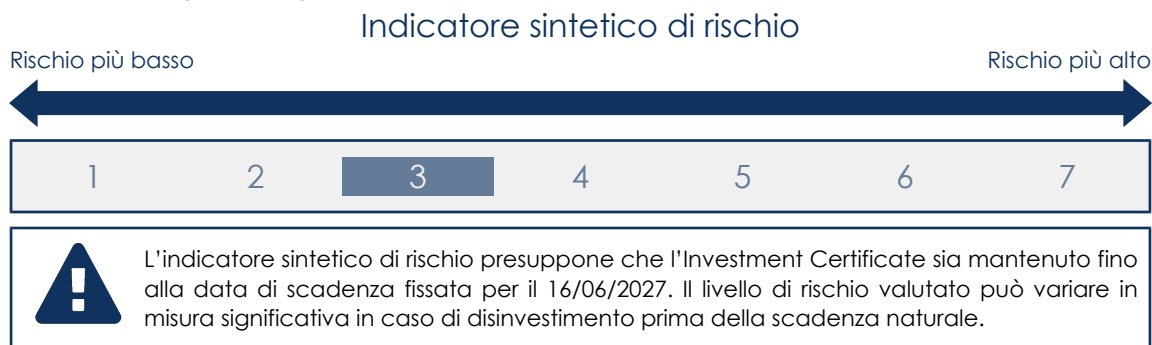 Indicatore sintetico di rischio
Rischio più basso
Rischio più alto
1 2 3 4 5 6 7
L’indicatore sintetico di rischio presuppone che l’Investment Certificate sia mantenuto fino
alla data di scadenza fissata per il 16/06/2027. Il livello di rischio valutato può variare in
misura significativa in caso di disinvestimento prima della scadenza naturale.